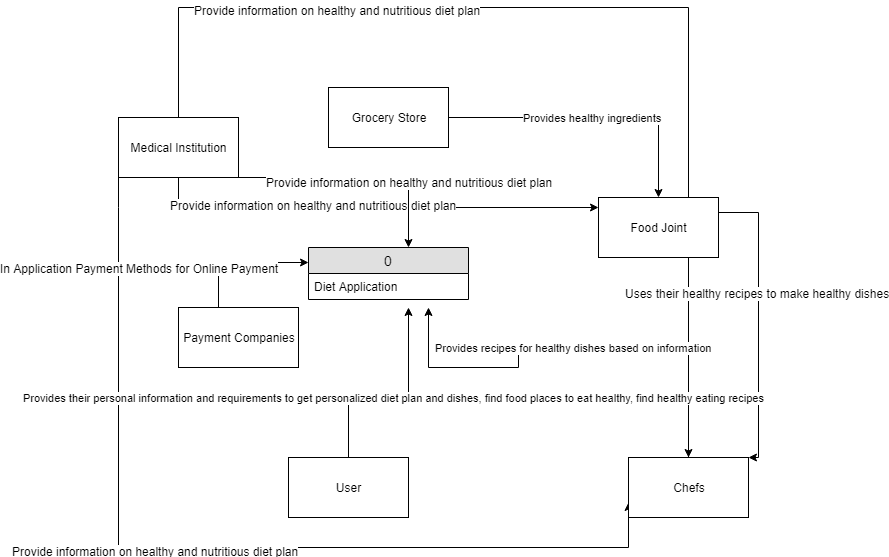 Provide information on healthy and nutritious diet plan
Grocery Store
Provides healthy ingredients
Medical Institution
Provide information on healthy and nutritious diet plan
Provide information on healthy and nutritious diet plan
Food Joint
0
In Application Payment Methods for Online Payment
Diet Application
Uses their healthy recipes to make healthy dishes
Payment Companies
Provides recipes for healthy dishes based on information
Provides their personal information and requirements to get personalized diet plan and dishes, find food places to eat healthy, find healthy eating recipes
User
Chefs
Provide information on healthy and nutritious diet plan